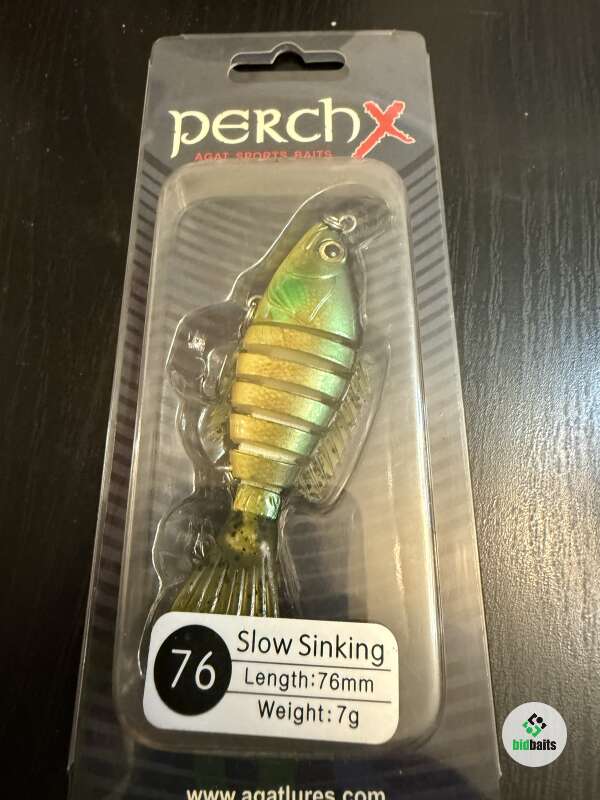 PERCHX
AGAT SPORTS BAITS
76
Slow Sinking
Length:76mm
Weight:7g
www.agatlures.com
bidbaits